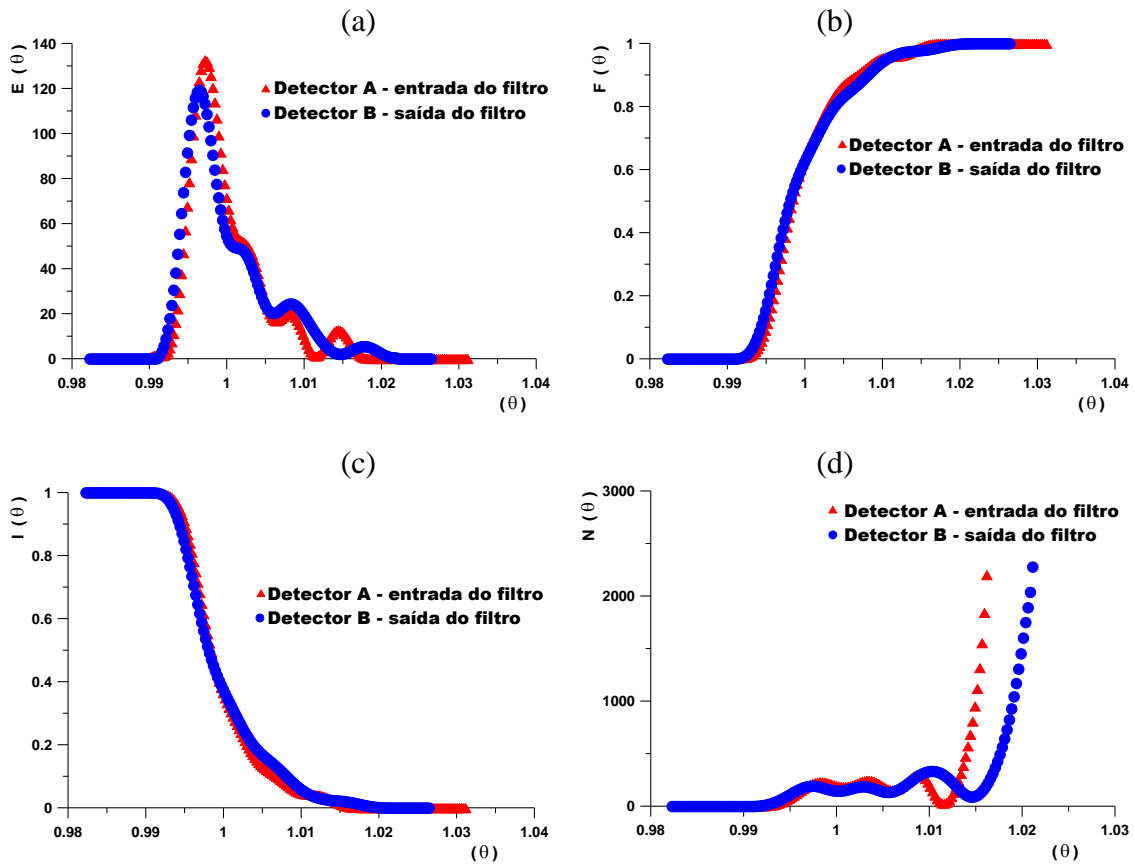 (a)
E (θ)
140
120
100
80
60
40
20
0
0.98
0.99
1
1.01
1.02
1.03
1.04
(θ)
Detector A - entrada do filtro
Detector B - saída do filtro
(b)
F (θ)
1
0.8
0.6
0.4
0.2
0
0.98
0.99
1
1.01
1.02
1.03
1.04
(θ)
Detector A - entrada do filtro
Detector B - saída do filtro
(c)
I (θ)
1
0.8
0.6
0.4
0.2
0
0.98
0.99
1
1.01
1.02
1.03
1.04
(θ)
Detector A - entrada do filtro
Detector B - saída do filtro
(d)
N (θ)
3000
2000
1000
0
0.98
0.99
1
1.01
1.02
1.03
(θ)
Detector A - entrada do filtro
Detector B - saída do filtro